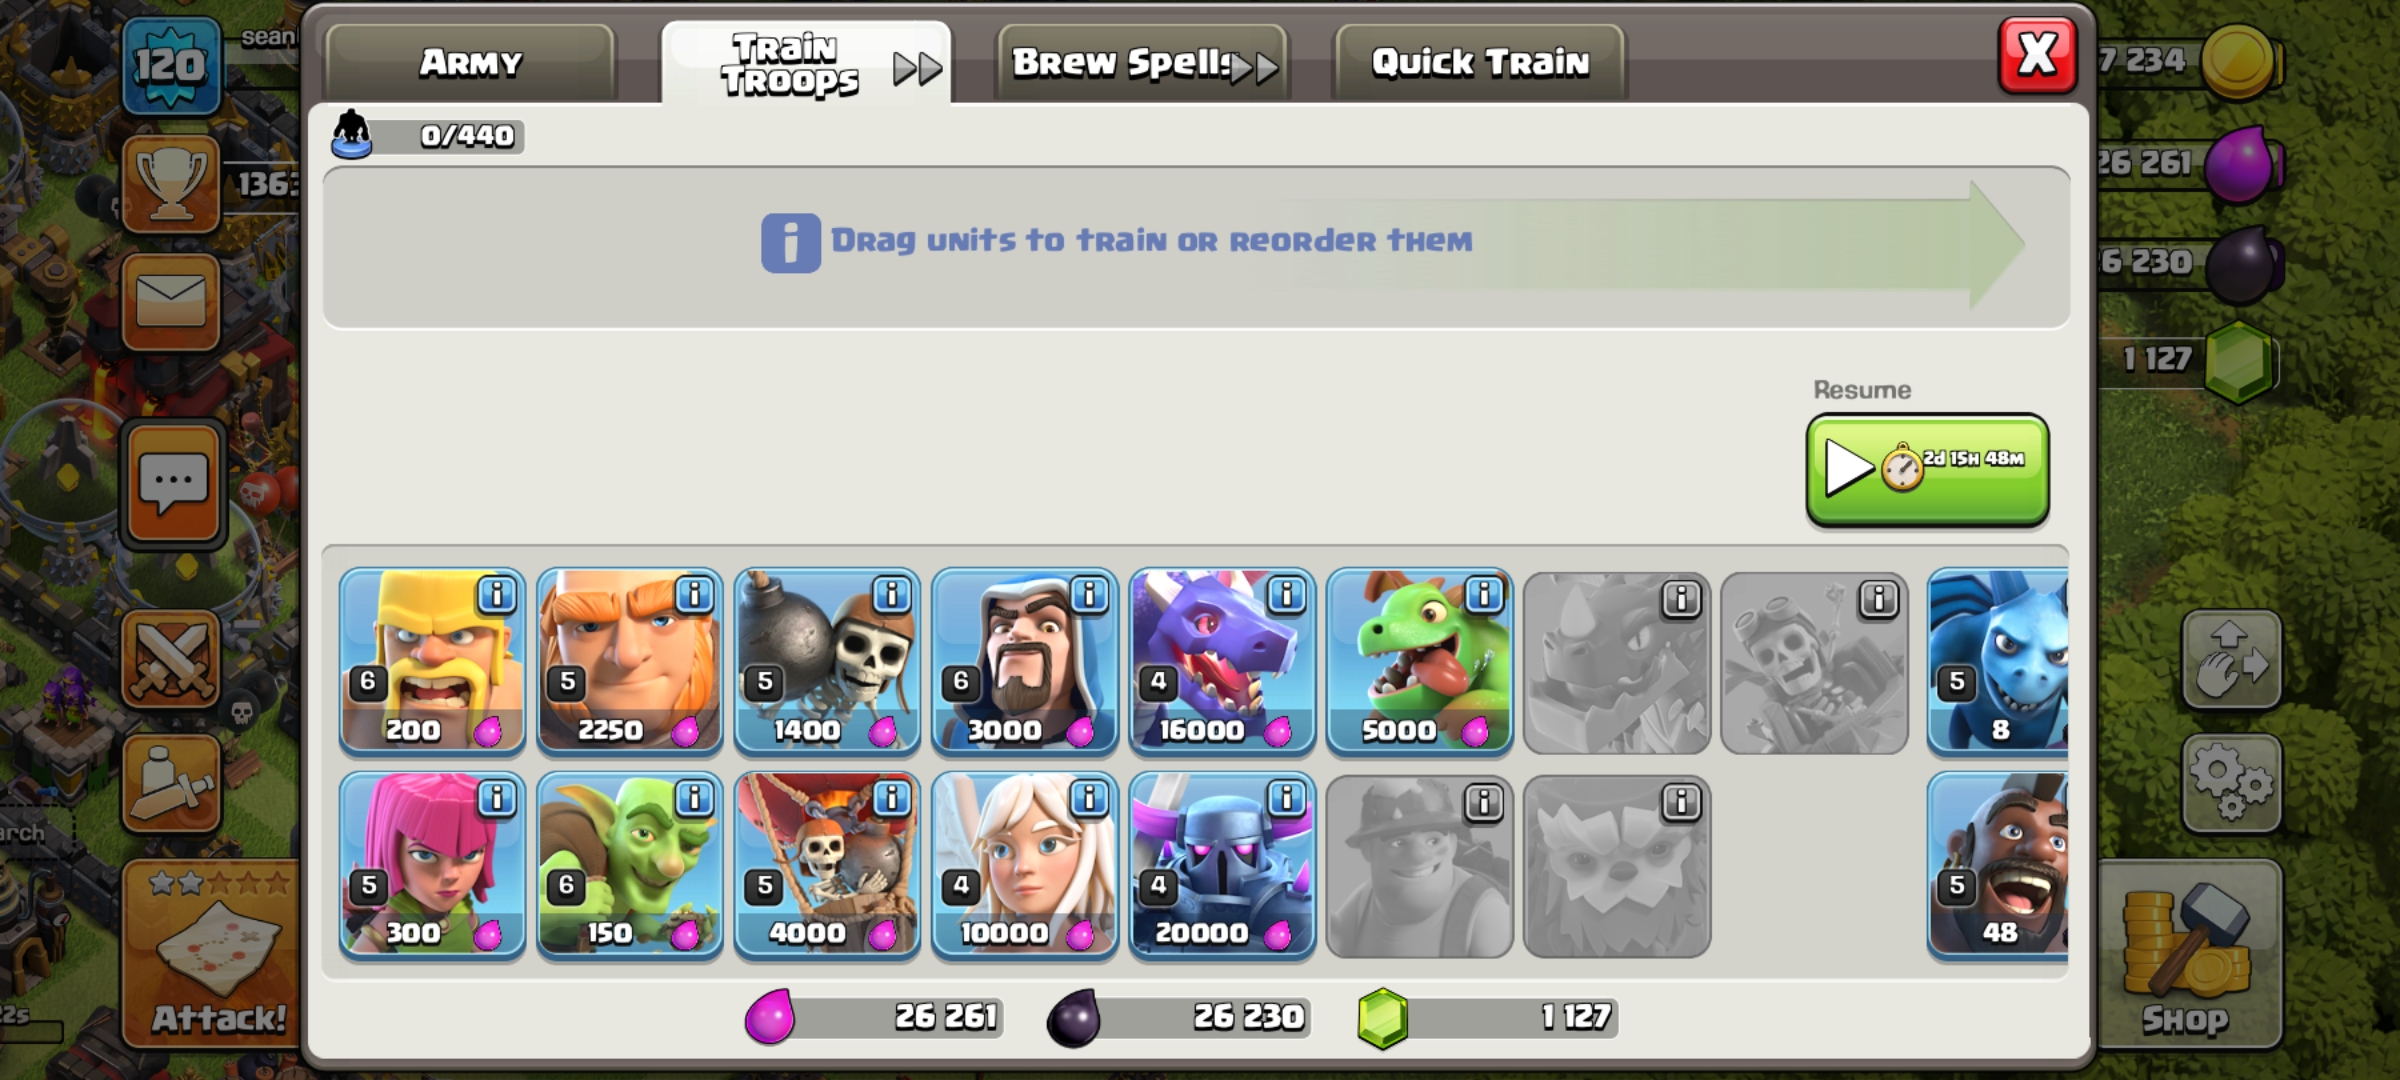 120
sean
Army
Train
Troops
Brew Spells
Quick Train
X
7 234
0/440
136
26 261
Drag units to train or reorder them
6 230
1 127
Resume
2d 15h 48m
6
200
5
2250
5
1400
6
3000
4
16000
5000
5
8
5
300
6
150
5
4000
4
10000
4
20000
5
48
arch
Attack!
Shop
26 261
26 230
1 127